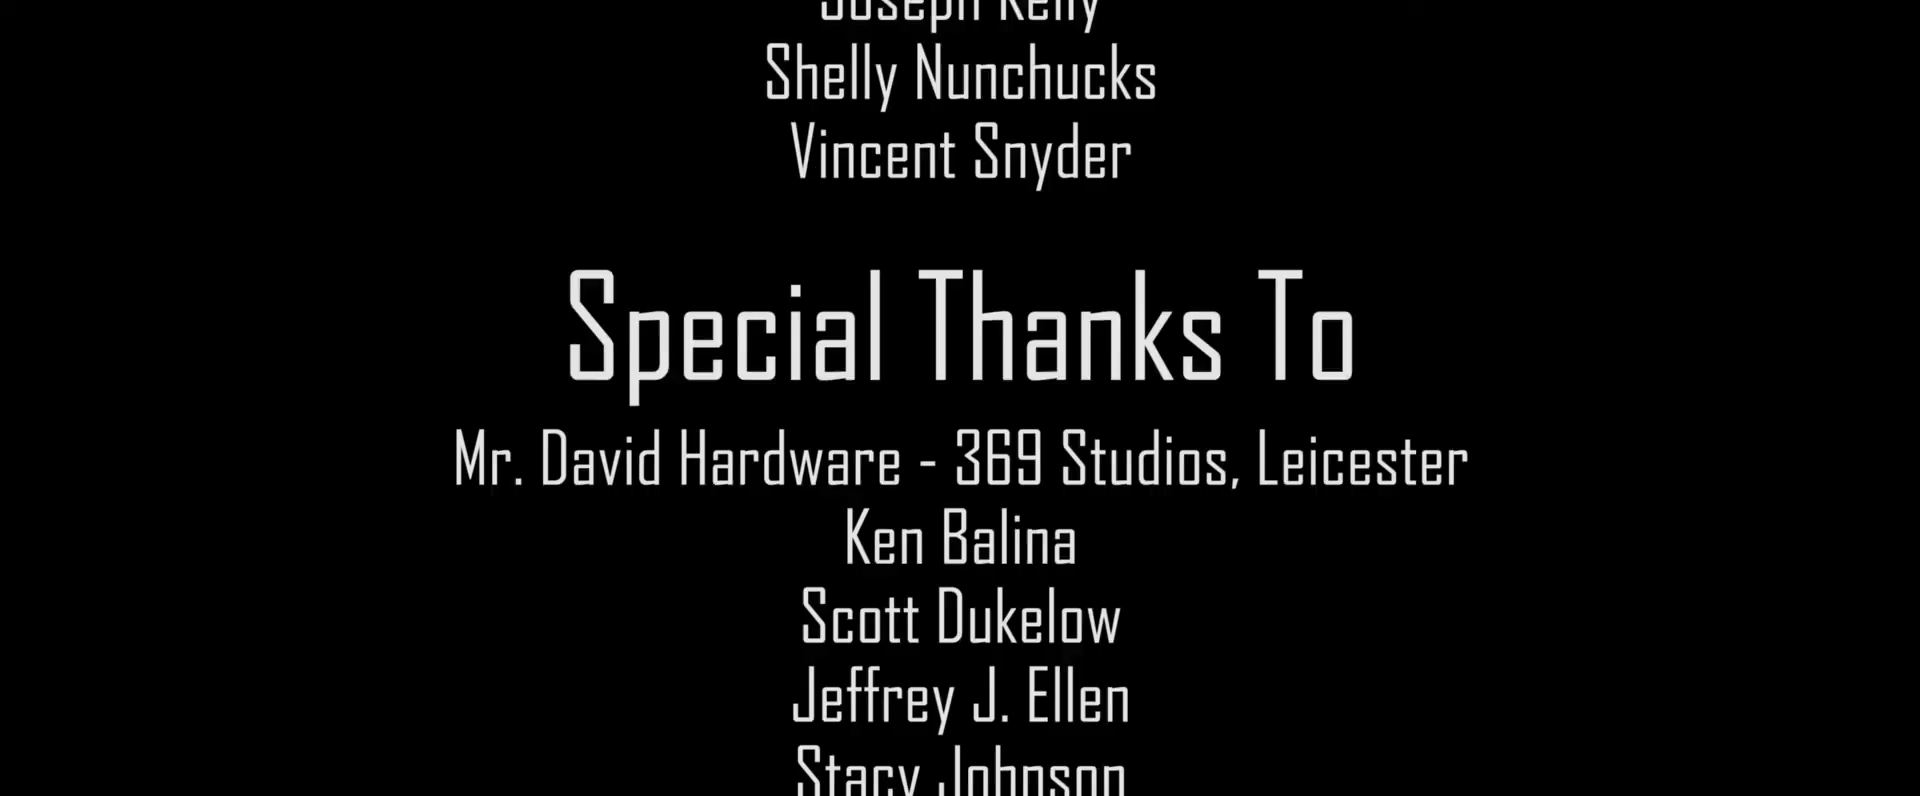 Joseph Kelly
Shelly Nunchucks
Vincent Snyder
Special Thanks To
Mr. David Hardware - 369 Studios, Leicester
Ken Balina
Scott Dukelow
Jeffrey J. Ellen
Stacy Johnson